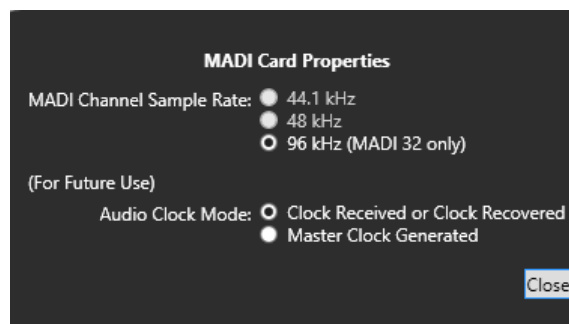 MADI Card Properties
MADI Channel Sample Rate: 44.1 kHz
48 kHz
96 kHz (MADI 32 only)
(For Future Use)
Audio Clock Mode: Clock Received or Clock Recovered
Master Clock Generated
Close